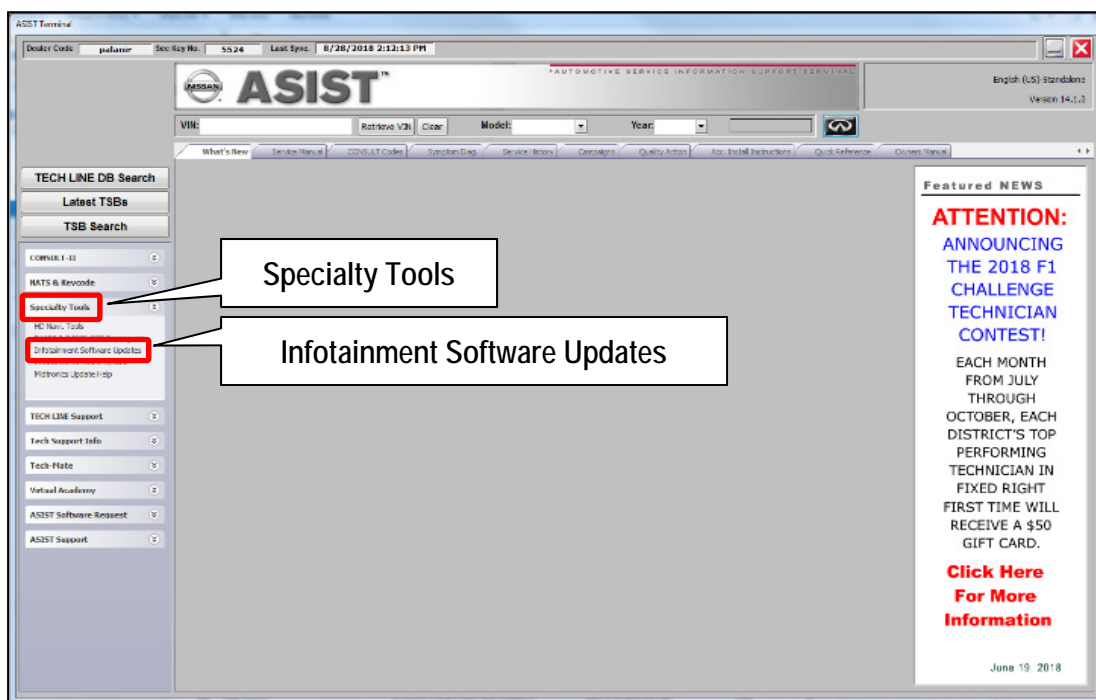 ASIST Terminal
Dealer Code palamir Sec Key No. 5524 Last Sync. 8/28/2018 2:12:13 PM
NISSAN ASIST™
AUTOMOTIVE SERVICE INFORMATION SUPPORT TERMINAL
English (US) Standalone
Version 14.1.0
VIN: Retrieve VIN Clear Model: Year:
What's New Service Manual CONSULT Codes Symptom Diag Service History Campaigns Quality Action Acc. Install Instructions Quick Reference Owners Manual
TECH LINE DB Search
Latest TSBs
TSB Search
CONSULT-II
NATS & Keycode
Specialty Tools
HD Navi. Tools
Infotainment Software Updates
Midtronics Update Help
TECH LINE Support
Tech Support Info
Tech-Mate
Virtual Academy
ASIST Software Request
ASIST Support
Specialty Tools
Infotainment Software Updates
Featured NEWS
ATTENTION:
ANNOUNCING
THE 2018 F1
CHALLENGE
TECHNICIAN
CONTEST!
EACH MONTH
FROM JULY
THROUGH
OCTOBER, EACH
DISTRICT'S TOP
PERFORMING
TECHNICIAN IN
FIXED RIGHT
FIRST TIME WILL
RECEIVE A $50
GIFT CARD.
Click Here
For More
Information
June 19, 2018